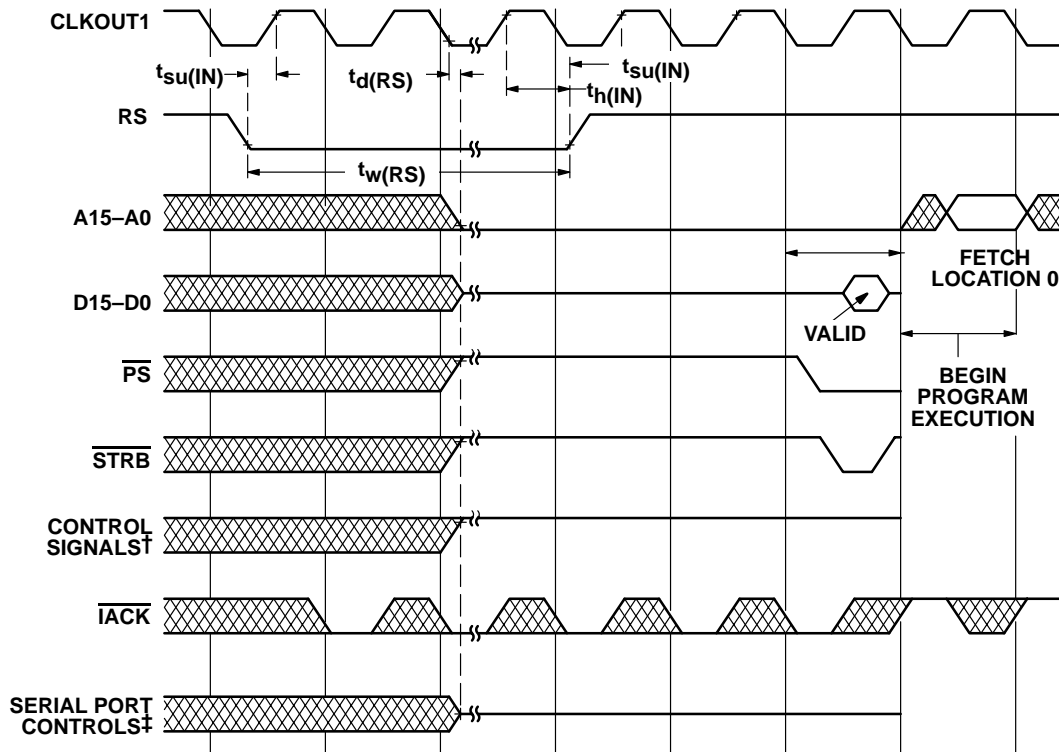 CLKOUT1
tsu(IN)
td(RS)
tsu(IN)
th(IN)
RS
tw(RS)
A15–A0
FETCH
LOCATION 0
D15–D0
VALID
PS
BEGIN
PROGRAM
EXECUTION
STRB
CONTROL
SIGNALS†
IACK
SERIAL PORT
CONTROLS‡